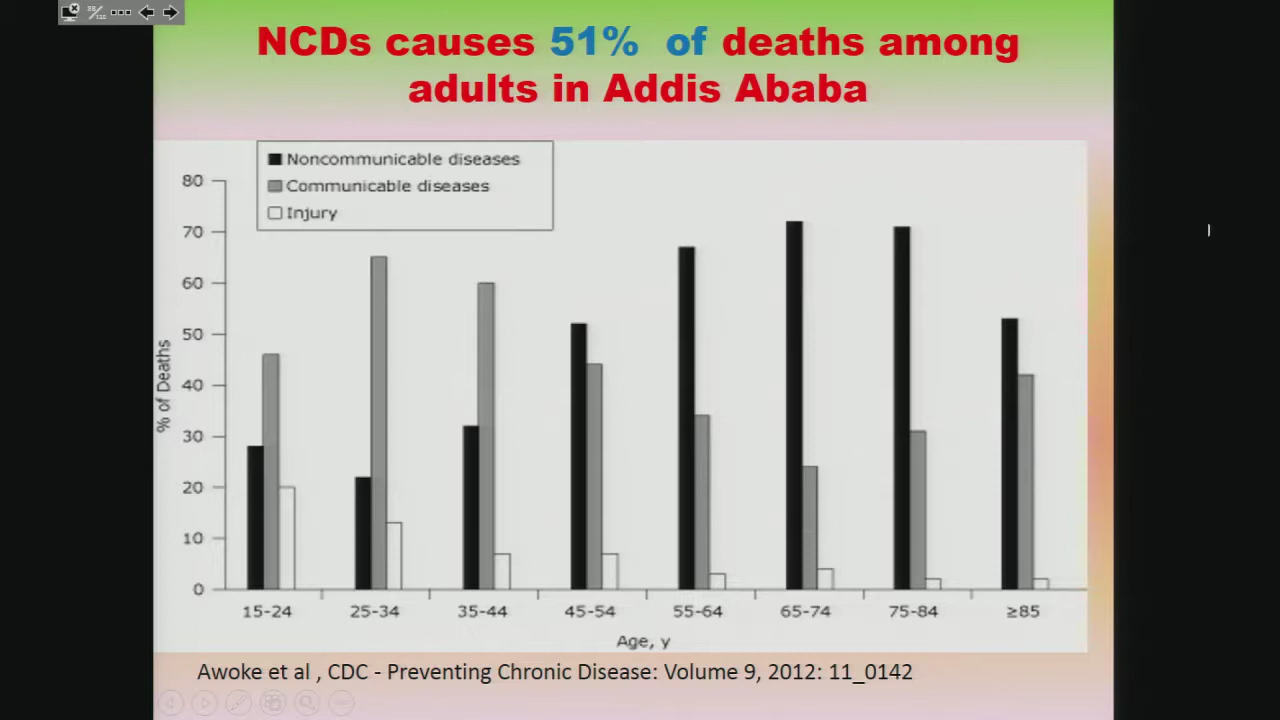 88/110
NCDs causes 51% of deaths among
adults in Addis Ababa
Noncommunicable diseases
Communicable diseases
Injury
80
70
60
50
40
30
20
10
0
% of Deaths
15-24 25-34 35-44 45-54 55-64 65-74 75-84 ≥85
Age, y
Awoke et al , CDC - Preventing Chronic Disease: Volume 9, 2012: 11_0142